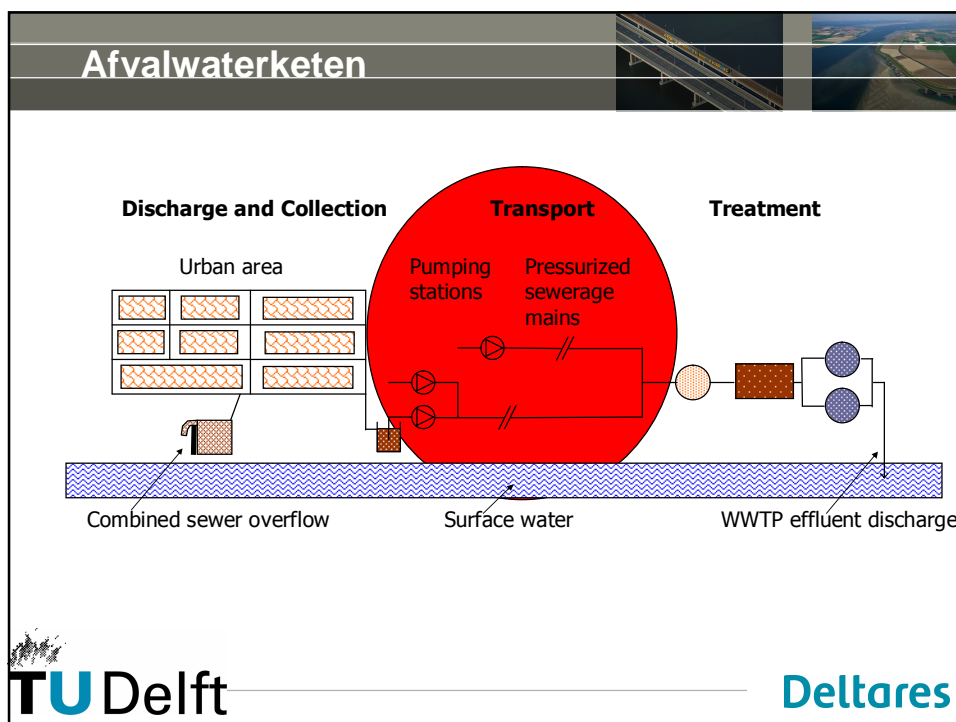 Afvalwaterketen
Discharge and Collection
Transport
Treatment
Urban area
Pumping
stations
Pressurized
sewerage
mains
Combined sewer overflow
Surface water
WWTP effluent discharge
TU Delft
Deltares